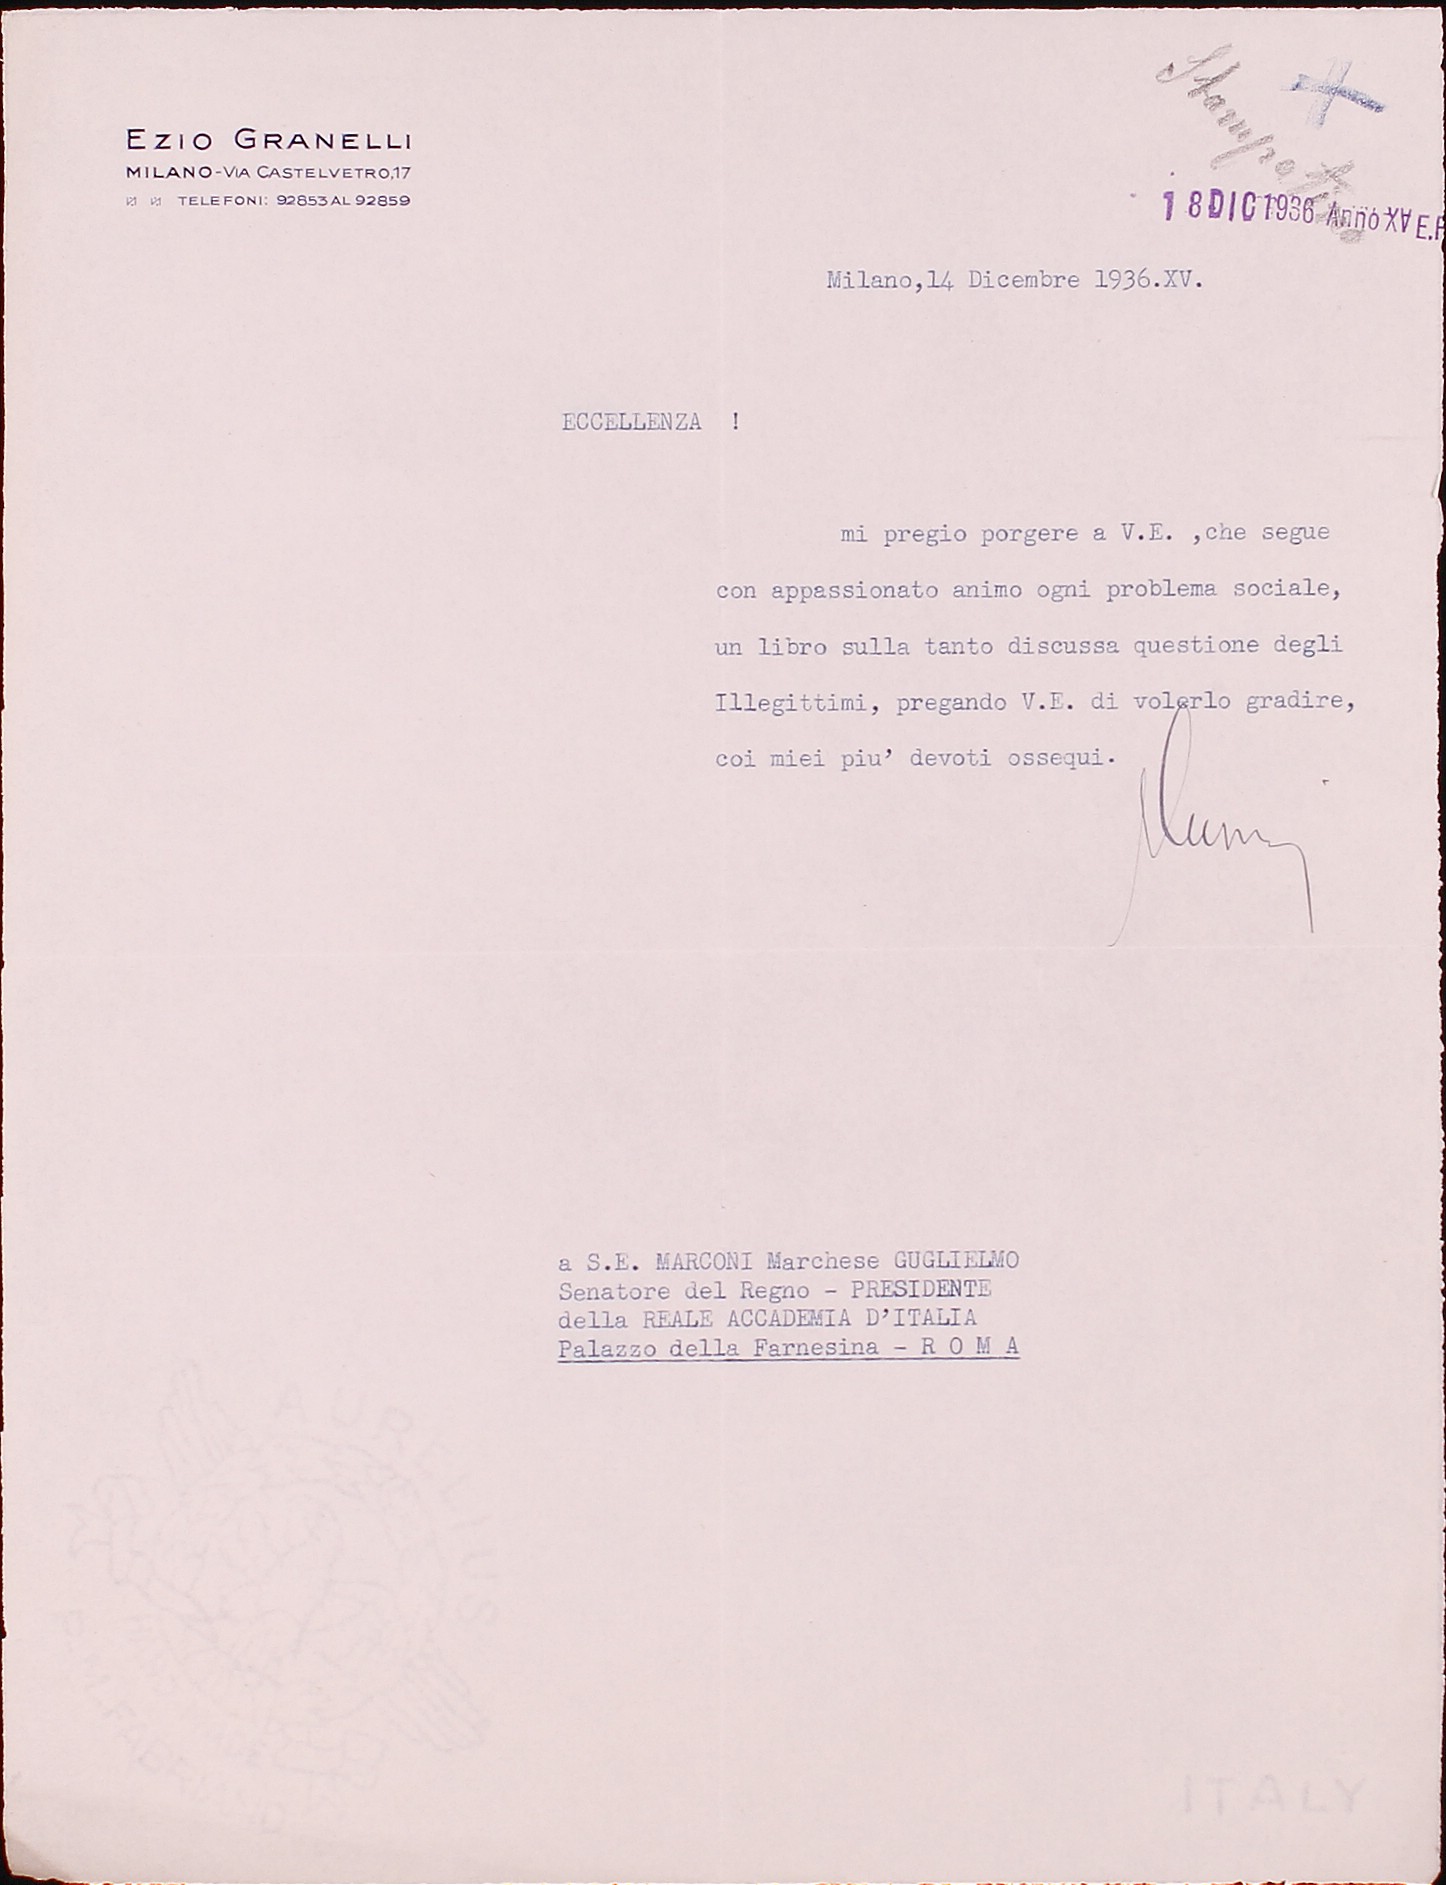 EZIO GRANELLI
MILANO-VIA CASTELVETRO,17
TELEFONI: 92853 AL 92859
18 DIC 1936 Anno XV E.F
Milano,14 Dicembre 1936.XV.
ECCELLENZA !
mi pregio porgere a V.E. ,che segue
con appassionato animo ogni problema sociale,
un libro sulla tanto discussa questione degli
Illegittimi, pregando V.E. di volerlo gradire,
coi miei piu' devoti ossequi.
a S.E. MARCONI Marchese GUGLIELMO
Senatore del Regno - PRESIDENTE
della REALE ACCADEMIA D'ITALIA
Palazzo della Farnesina - R O M A
ITALY